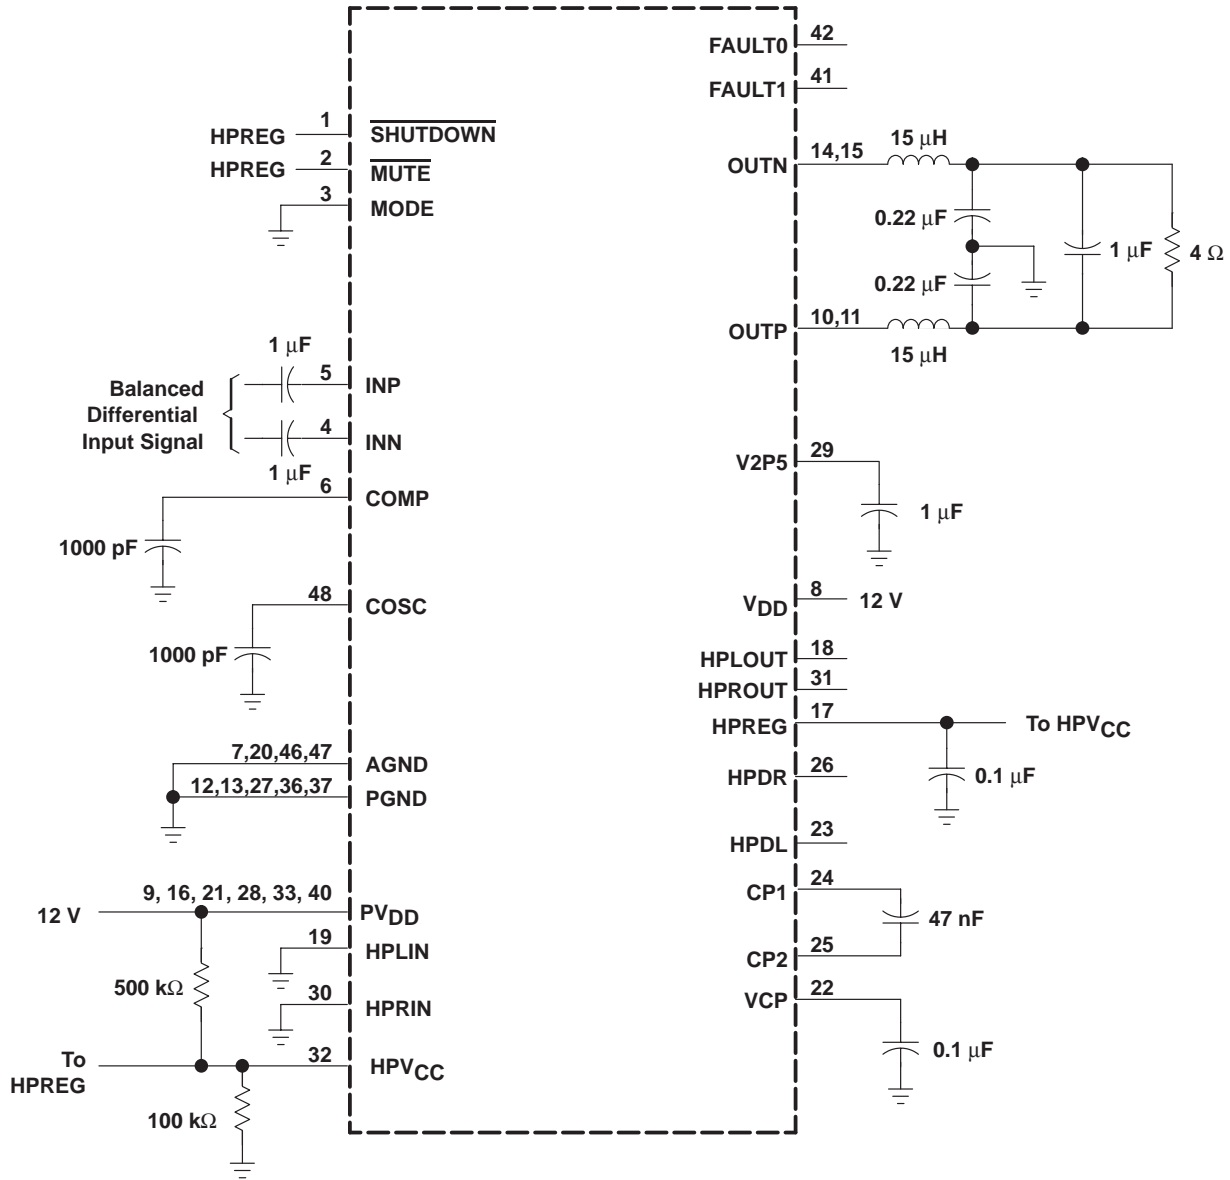 42
FAULT0
41
FAULT1
1
HPREG
SHUTDOWN
2
HPREG
MUTE
3
MODE
15 μH
14,15
OUTN
0.22 μF
1 μF
4 Ω
0.22 μF
10,11
OUTP
15 μH
1 μF
5
INP
Balanced
Differential
Input Signal
4
INN
1 μF
29
V2P5
1 μF
6
COMP
1000 pF
8
VDD
12 V
48
COSC
1000 pF
18
HPLOUT
31
HPROUT
17
HPREG
To HPVCC
0.1 μF
7,20,46,47
AGND
12,13,27,36,37
PGND
26
HPDR
23
HPDL
24
CP1
47 nF
25
CP2
22
VCP
0.1 μF
9, 16, 21, 28, 33, 40
12 V
PVDD
19
HPLIN
500 kΩ
30
HPRIN
To
HPREG
32
HPVCC
100 kΩ